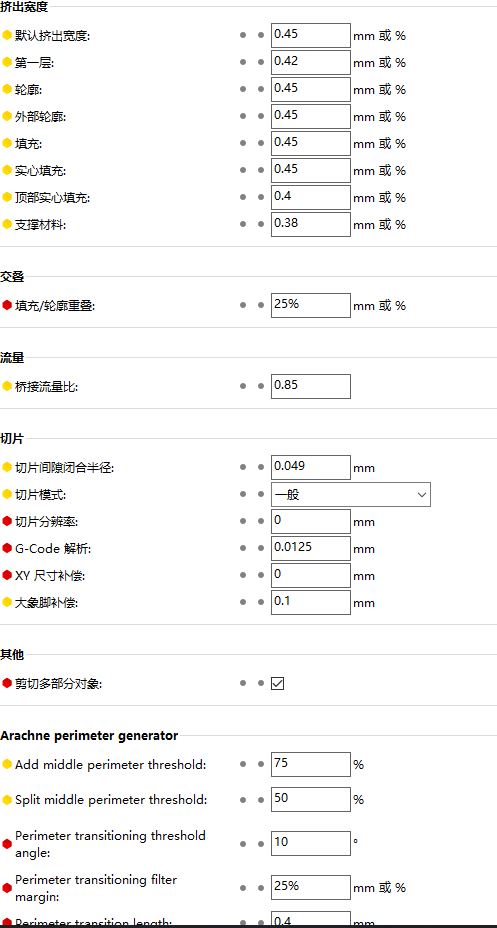 挤出宽度
默认挤出宽度: 0.45 mm 或 %
第一层: 0.42 mm 或 %
轮廓: 0.45 mm 或 %
外部轮廓: 0.45 mm 或 %
填充: 0.45 mm 或 %
实心填充: 0.45 mm 或 %
顶部实心填充: 0.4 mm 或 %
支撑材料: 0.38 mm 或 %
交叠
填充/轮廓重叠: 25% mm 或 %
流量
桥接流量比: 0.85
切片
切片间隙闭合半径: 0.049 mm
切片模式: 一般
切片分辨率: 0 mm
G-Code 解析: 0.0125 mm
XY 尺寸补偿: 0 mm
大象脚补偿: 0.1 mm
其他
剪切多部分对象:
Arachne perimeter generator
Add middle perimeter threshold: 75 %
Split middle perimeter threshold: 50 %
Perimeter transitioning threshold
angle: 10 °
Perimeter transitioning filter
margin: 25% mm 或 %
Perimeter transition length: 0.4 mm